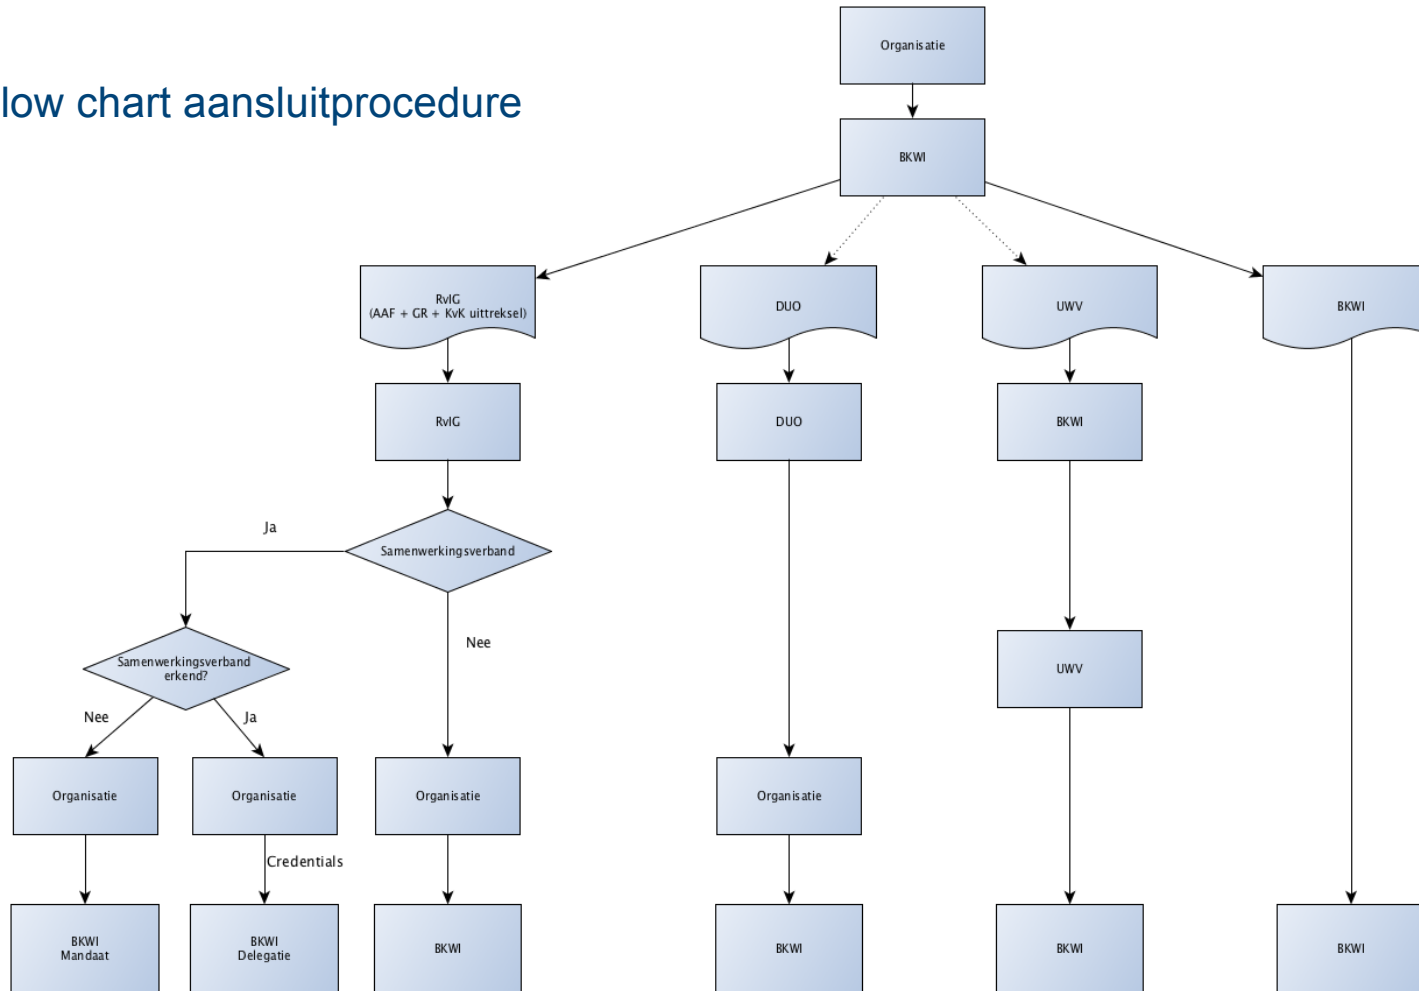 Organisatie
low chart aansluitprocedure
BKWI
RvIG
(AAF + GR + KvK uittreksel)
DUO
UWV
BKWI
RvIG
DUO
BKWI
Ja
Samenwerkingsverband
Nee
Samenwerkingsverband
erkend?
UWV
Nee
Ja
Organisatie
Organisatie
Organisatie
Organisatie
Credentials
BKWI
Mandaat
BKWI
Delegatie
BKWI
BKWI
BKWI
BKWI